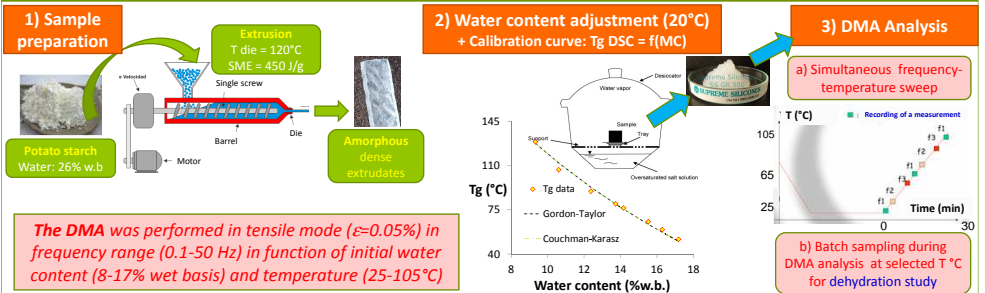 1) Sample
preparation
Extrusion
T die = 120°C
SME = 450 J/g
e Velocidad
Single screw
Barrel
Die
Motor
Potato starch
Water: 26% w.b
Amorphous
dense
extrudates
The DMA was performed in tensile mode (ε=0.05%) in
frequency range (0.1-50 Hz) in function of initial water
content (8-17% wet basis) and temperature (25-105°C)
2) Water content adjustment (20°C)
+ Calibration curve: Tg DSC = f(MC)
Desiccator
Water vapor
Sample
Tray
Support
Oversaturated salt solution
145
110
75
40
Tg (°C)
Tg data
Gordon-Taylor
Couchman-Karasz
8
10
12
14
16
18
Water content (%w.b.)
Supreme Silicones
SUPREME SILICONES
3) DMA Analysis
a) Simultaneous frequency-
temperature sweep
T (°C)
Recording of a measurement
105
65
25
f1
f2
f3
f1
f2
f3
f1
Time (min)
0
30
b) Batch sampling during
DMA analysis at selected T °C
for dehydration study